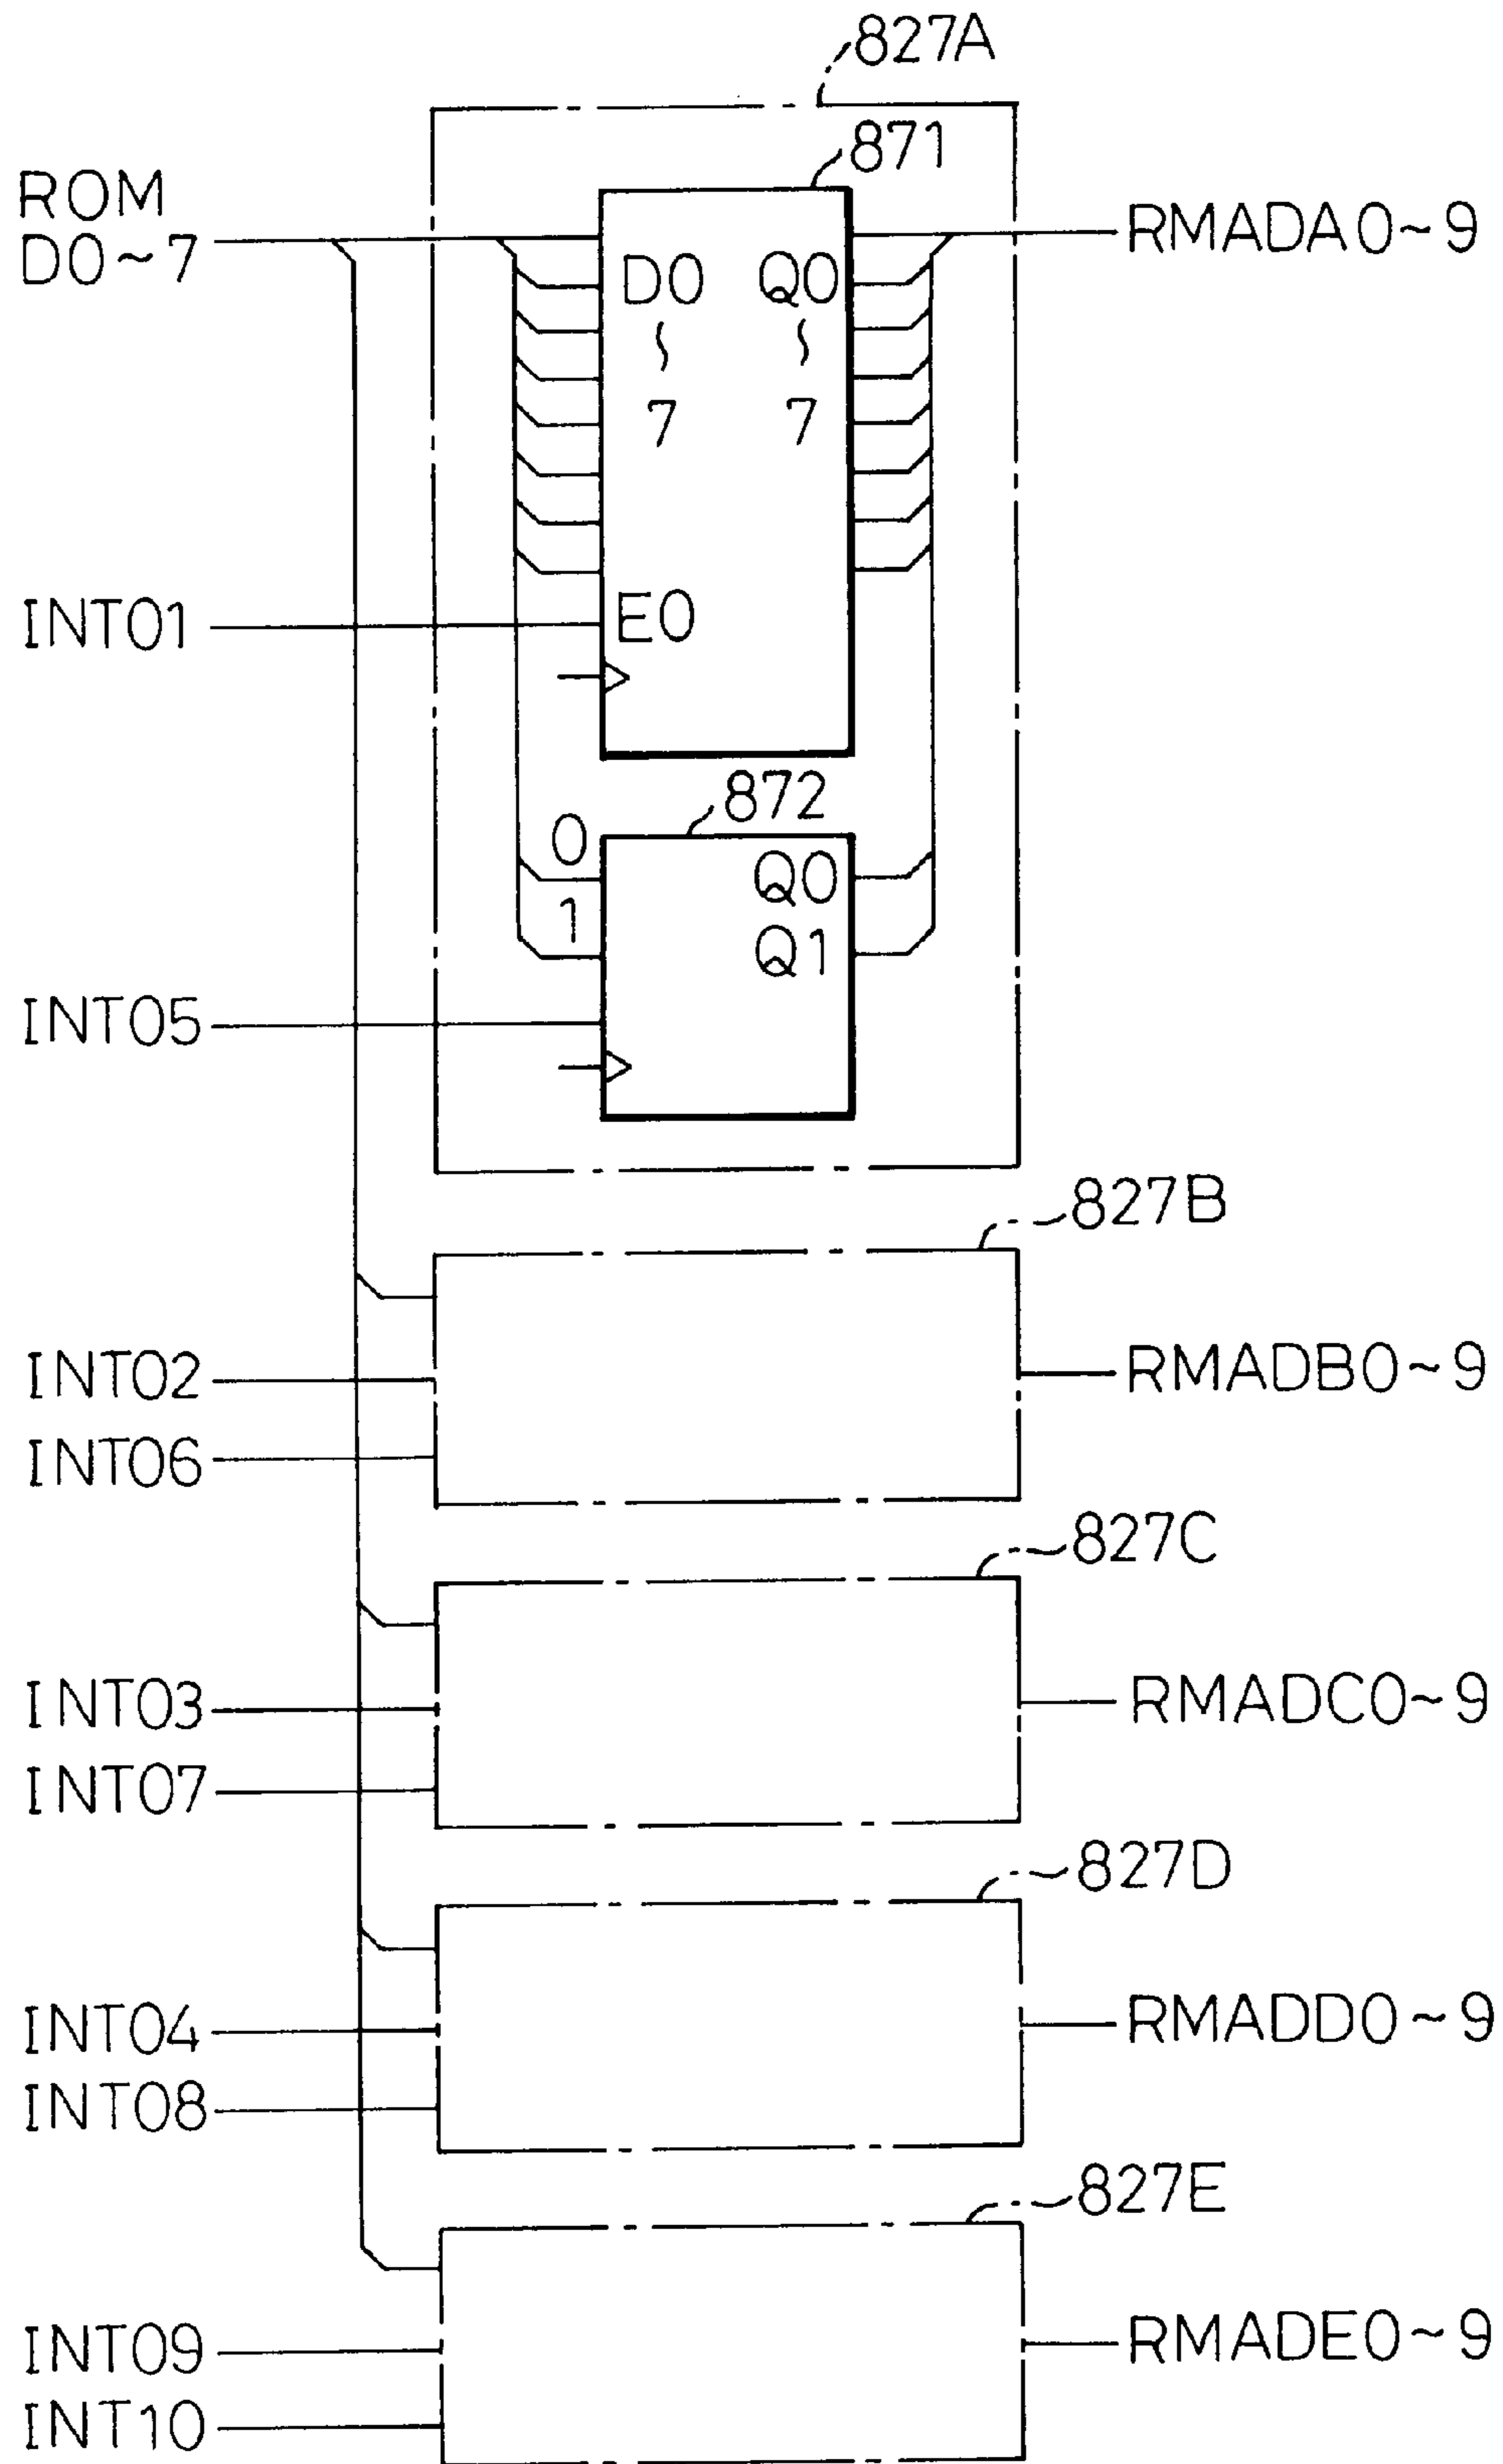 827A
871
ROM
D0~7
RMADA0~9
D0
~
7
Q0
~
7
INT01
E0
872
0
1
Q0
Q1
INT05
827B
INT02
RMADB0~9
INT06
827C
INT03
RMADC0~9
INT07
827D
INT04
RMADD0~9
INT08
827E
INT09
RMADE0~9
INT10